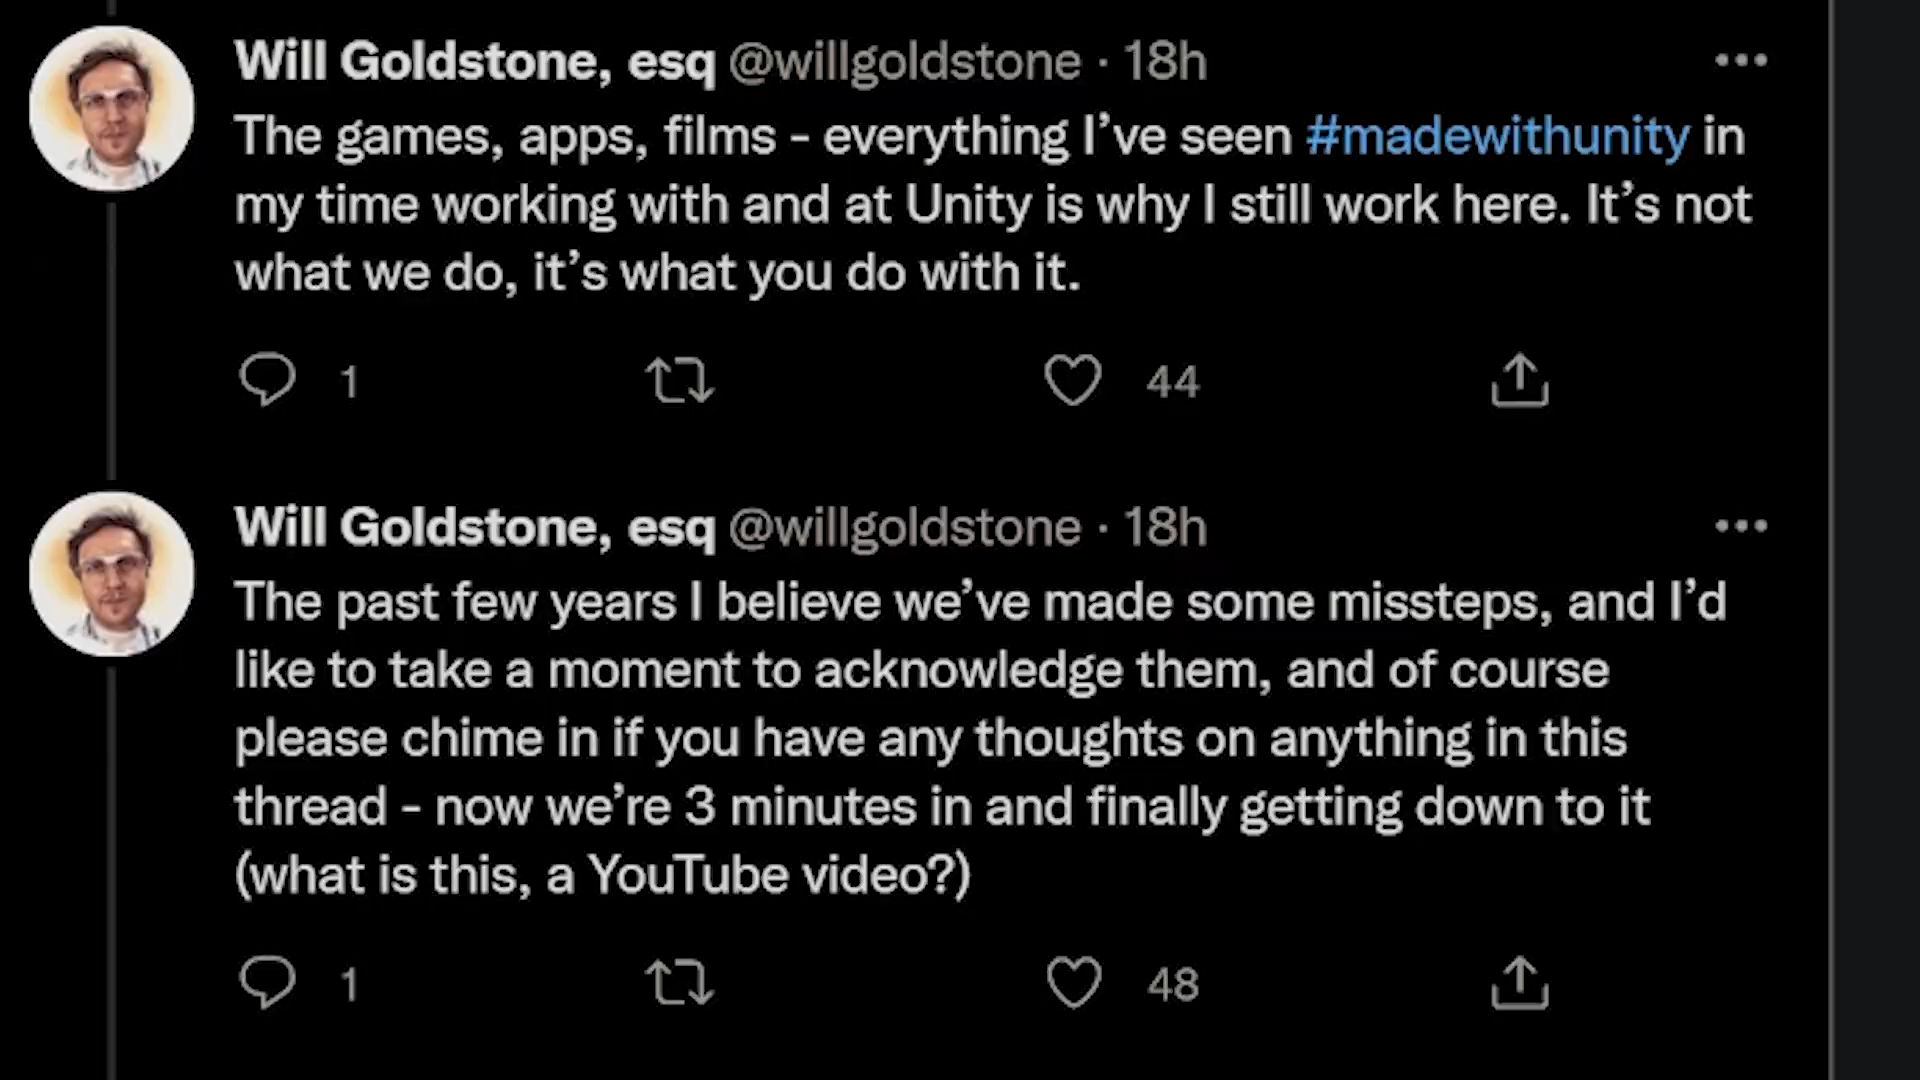 Will Goldstone, esq @willgoldstone · 18h
The games, apps, films - everything I’ve seen #madewithunity in
my time working with and at Unity is why I still work here. It’s not
what we do, it’s what you do with it.
1 44
Will Goldstone, esq @willgoldstone · 18h
The past few years I believe we’ve made some missteps, and I’d
like to take a moment to acknowledge them, and of course
please chime in if you have any thoughts on anything in this
thread - now we’re 3 minutes in and finally getting down to it
(what is this, a YouTube video?)
1 48